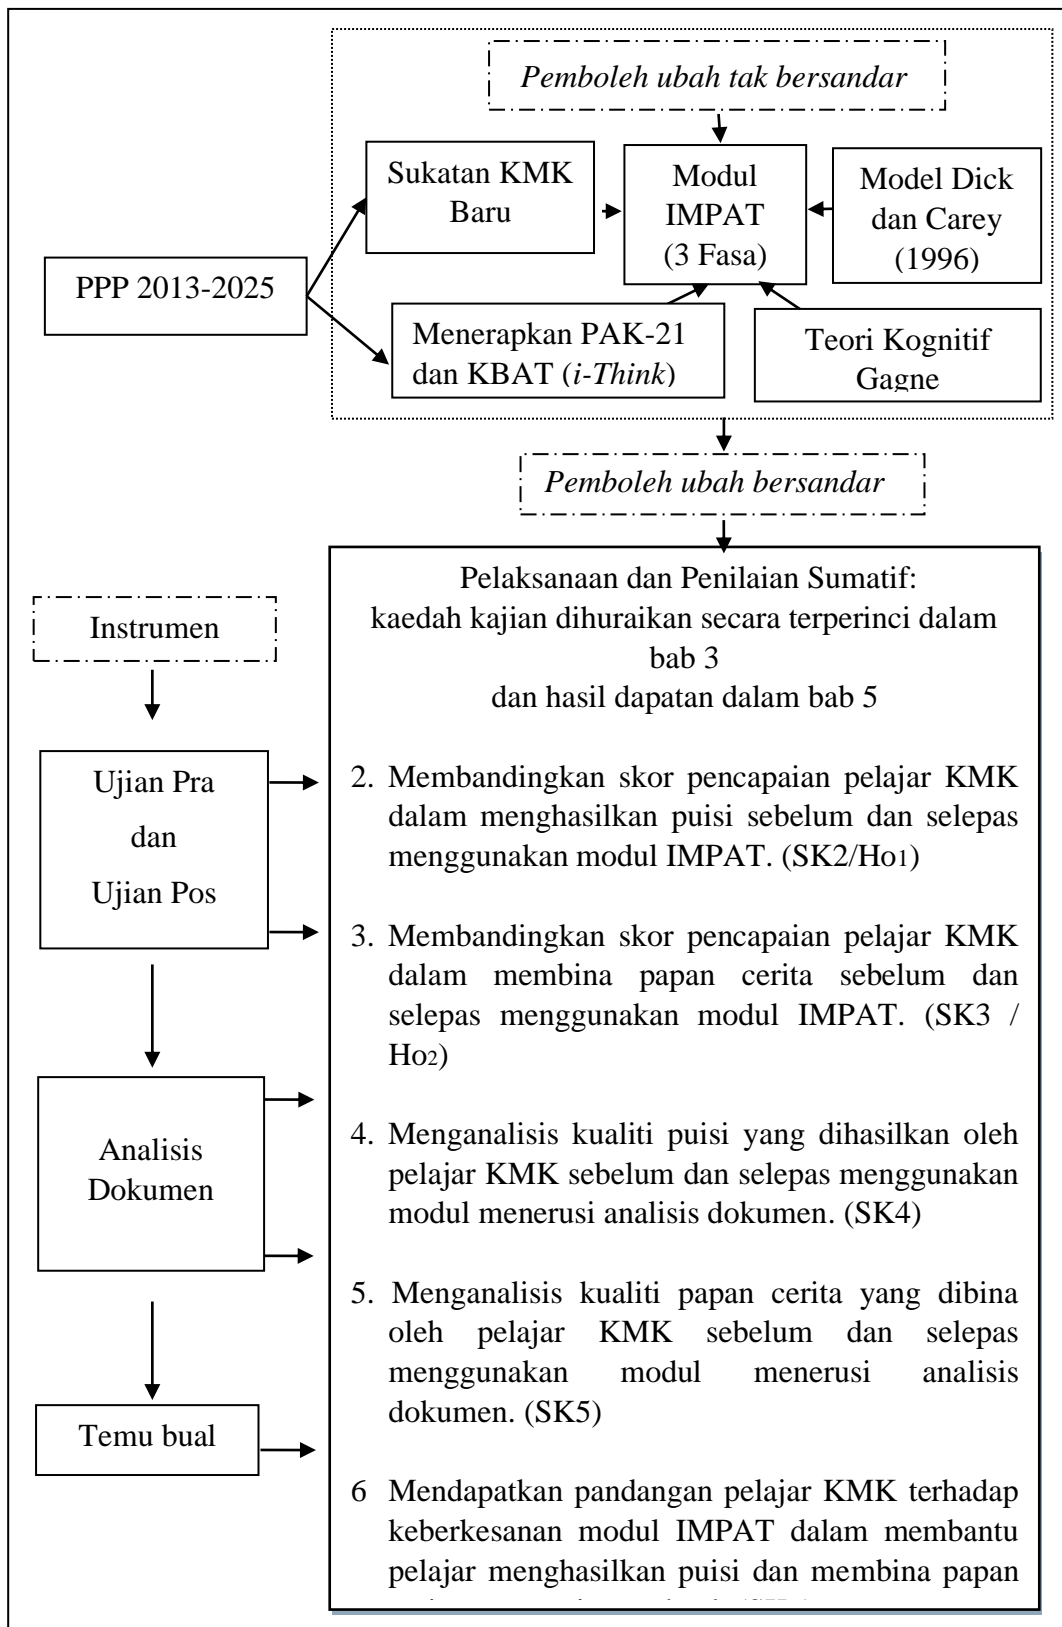 Pemboleh ubah tak bersandar
Sukatan KMK
Baru
Modul
IMPAT
(3 Fasa)
Model Dick
dan Carey
(1996)
PPP 2013-2025
Menerapkan PAK-21
dan KBAT (i-Think)
Teori Kognitif
Gagne
Pemboleh ubah bersandar
Instrumen
Ujian Pra
dan
Ujian Pos
Analisis
Dokumen
Temu bual
Pelaksanaan dan Penilaian Sumatif:
kaedah kajian dihuraikan secara terperinci dalam
bab 3
dan hasil dapatan dalam bab 5
2. Membandingkan skor pencapaian pelajar KMK
dalam menghasilkan puisi sebelum dan selepas
menggunakan modul IMPAT. (SK2/Ho1)
3. Membandingkan skor pencapaian pelajar KMK
dalam membina papan cerita sebelum dan
selepas menggunakan modul IMPAT. (SK3 /
Ho2)
4. Menganalisis kualiti puisi yang dihasilkan oleh
pelajar KMK sebelum dan selepas menggunakan
modul menerusi analisis dokumen. (SK4)
5. Menganalisis kualiti papan cerita yang dibina
oleh pelajar KMK sebelum dan selepas
menggunakan modul menerusi analisis
dokumen. (SK5)
6 Mendapatkan pandangan pelajar KMK terhadap
keberkesanan modul IMPAT dalam membantu
pelajar menghasilkan puisi dan membina papan